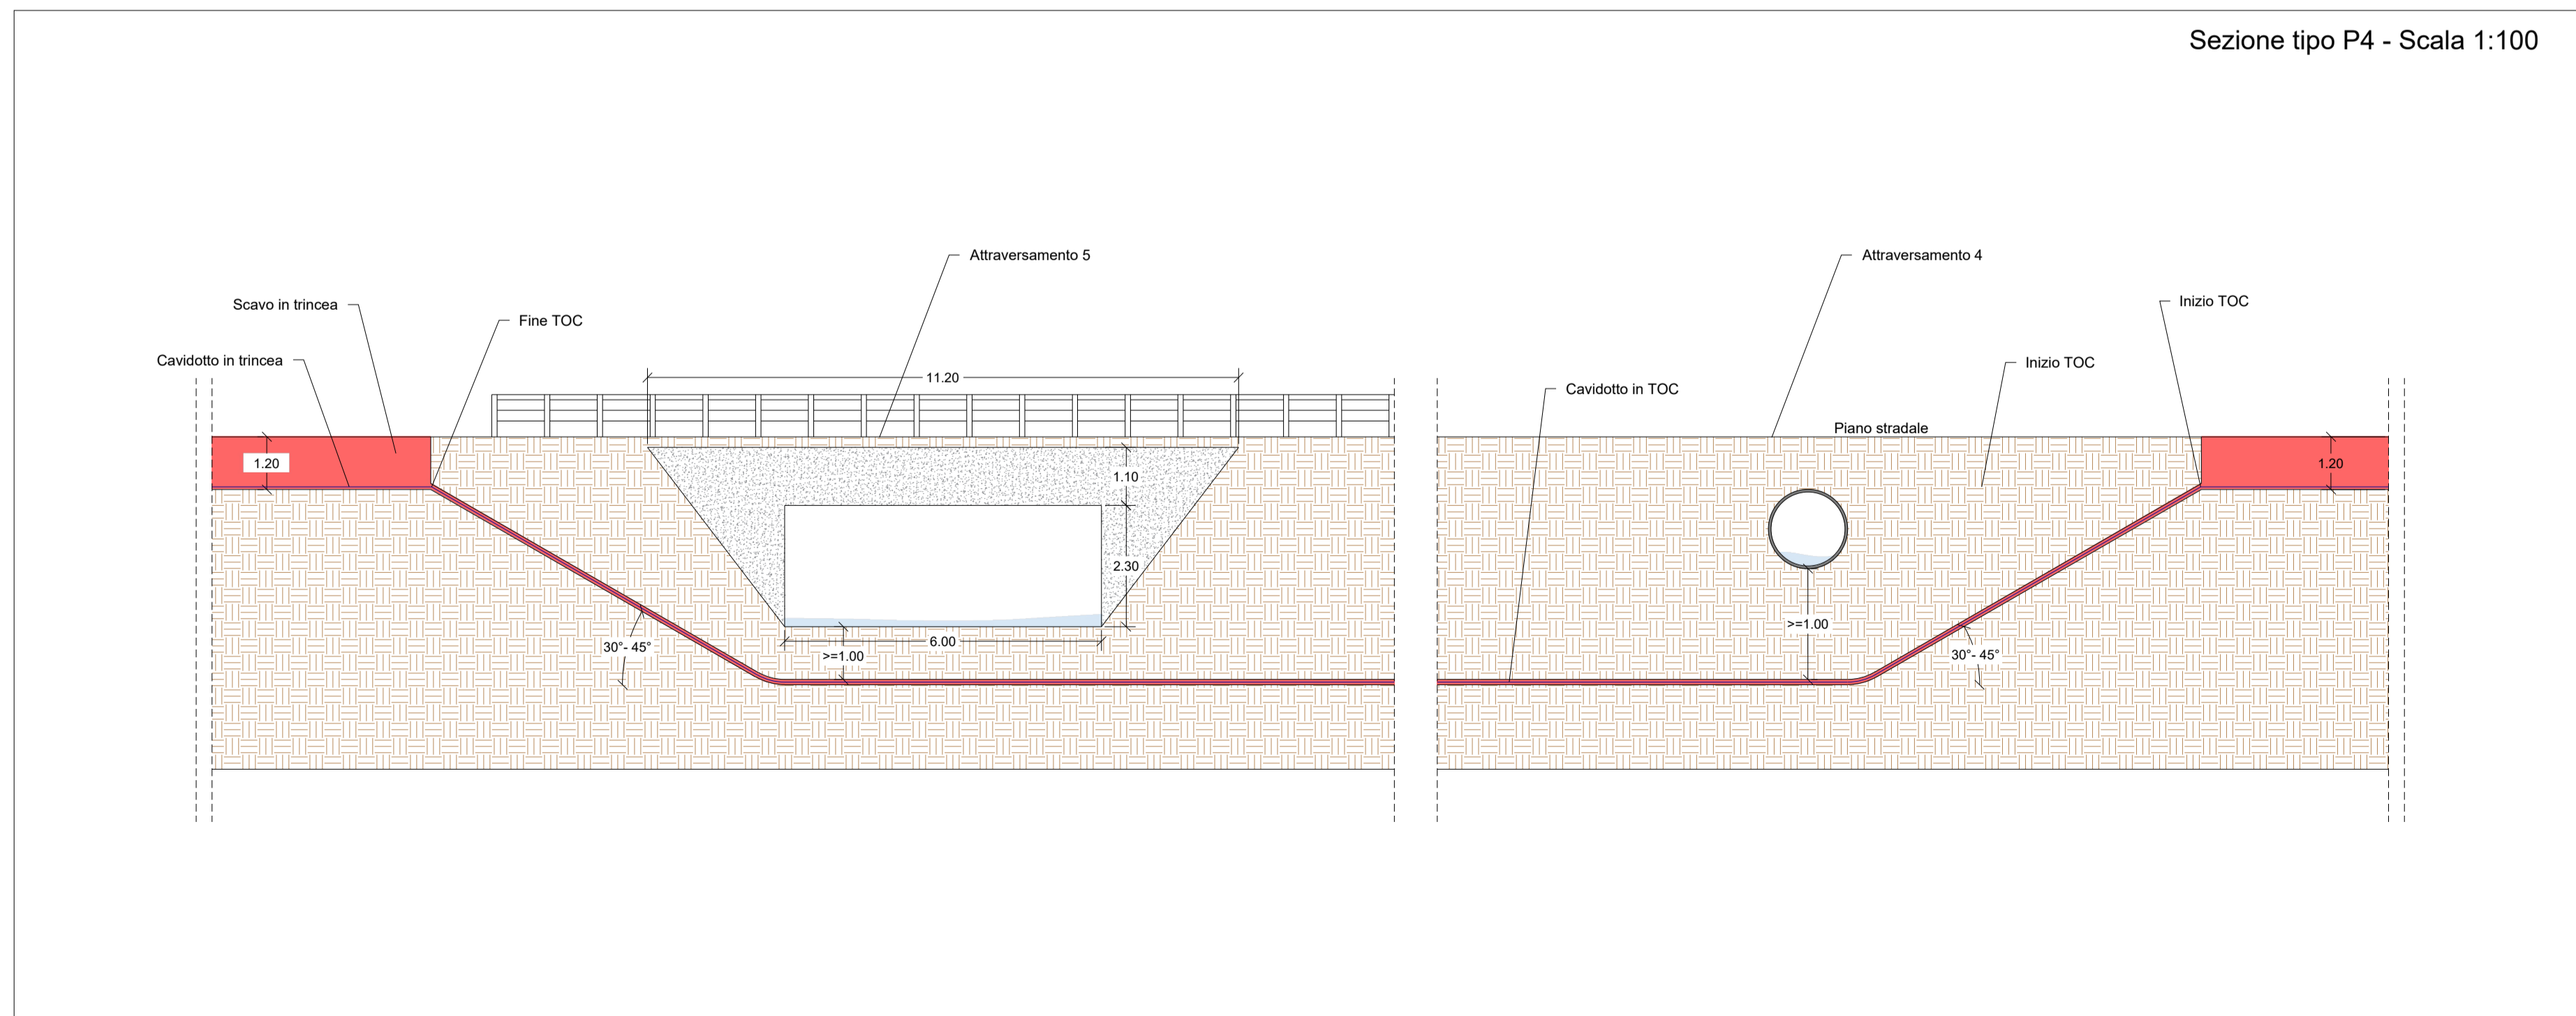 Sezione tipo P4 - Scala 1:100
Attraversamento 5
Attraversamento 4
Scavo in trincea
Fine TOC
Inizio TOC
Cavidotto in trincea
Inizio TOC
11.20
Cavidotto in TOC
Piano stradale
1.20
1.10
1.20
2.30
>=1.00
30°- 45°
6.00
>=1.00
30°- 45°